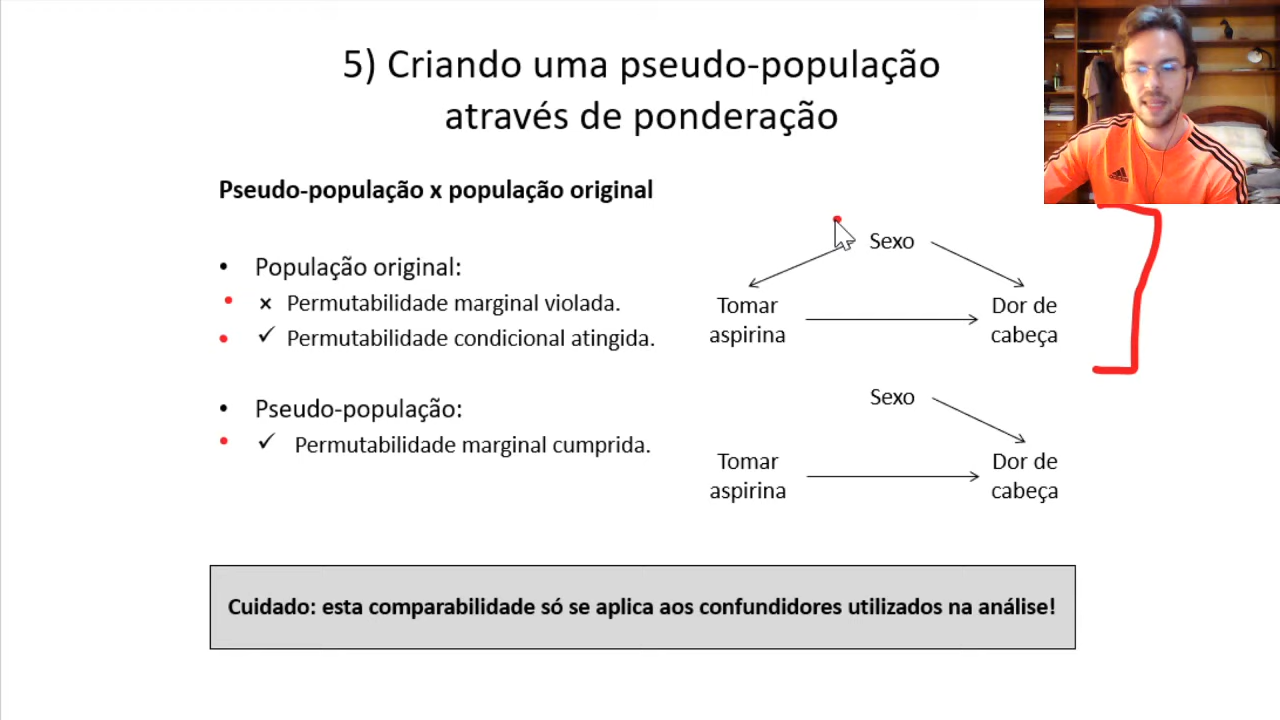 5) Criando uma pseudo-população
através de ponderação
Pseudo-população x população original
• População original:
• × Permutabilidade marginal violada.
• ✓ Permutabilidade condicional atingida.
• Pseudo-população:
• ✓ Permutabilidade marginal cumprida.
Sexo
Tomar
aspirina
Dor de
cabeça
Sexo
Tomar
aspirina
Dor de
cabeça
Cuidado: esta comparabilidade só se aplica aos confundidores utilizados na análise!